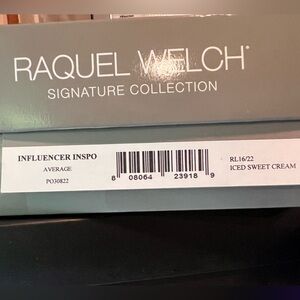 RAQUEL WELCH®
SIGNATURE COLLECTION
INFLUENCER INSPO
AVERAGE
PO30822
8 08064 23918 9
RL16/22
ICED SWEET CREAM